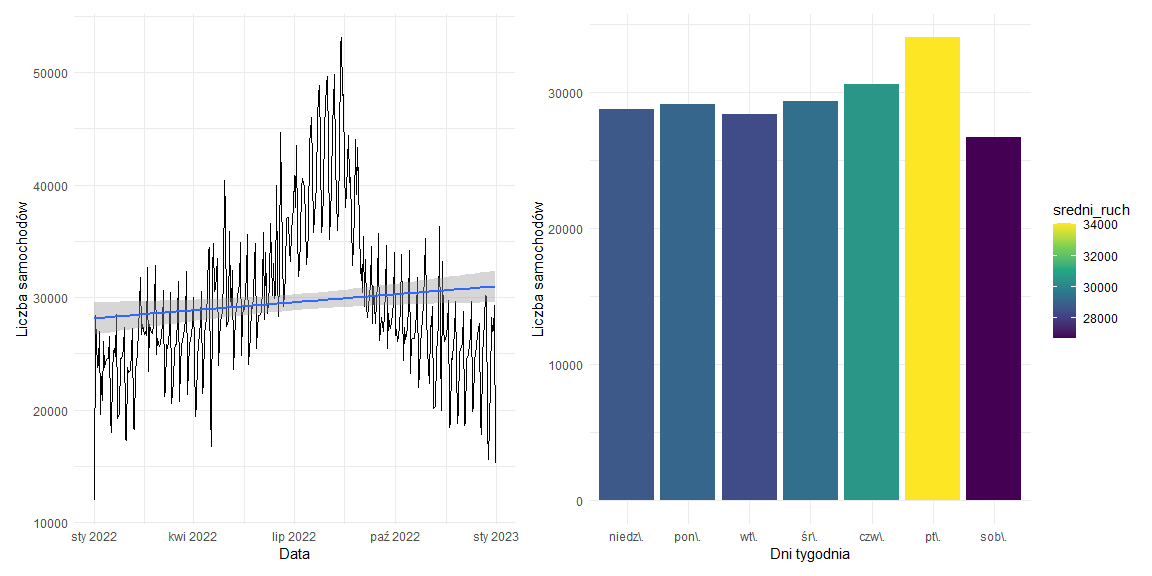 50000
40000
30000
20000
10000
sty 2022
kwi 2022
lip 2022
paź 2022
sty 2023
Data
Liczba samochodów
30000
20000
10000
0
niedz\.
pon\.
wt\.
śr\.
czw\.
pt\.
sob\.
Dni tygodnia
Liczba samochodów
sredni_ruch
34000
32000
30000
28000